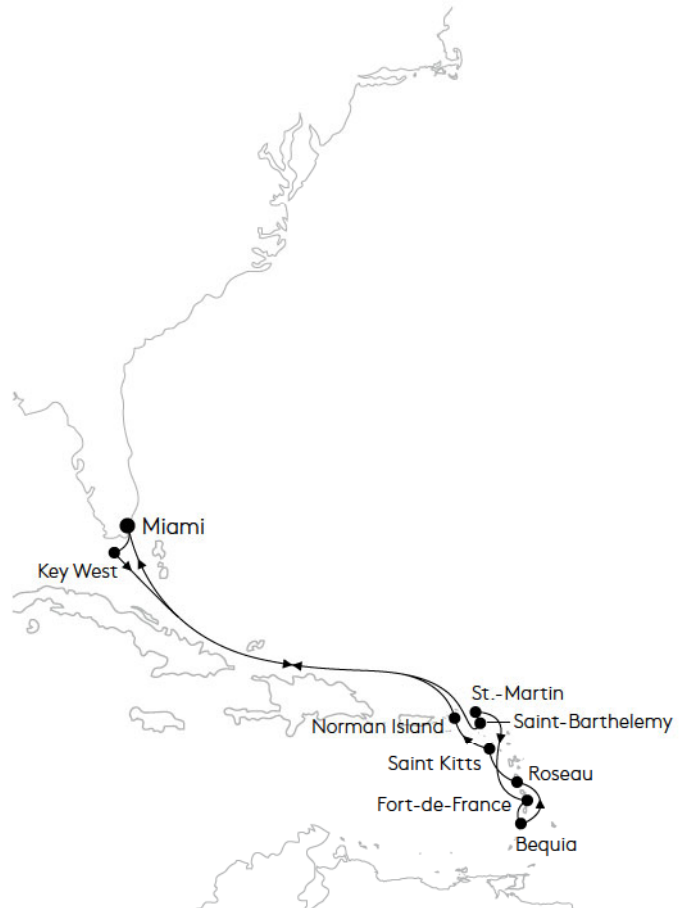 Miami
Key West
St.-Martin
Saint-Barthelemy
Norman Island
Saint Kitts
Roseau
Fort-de-France
Bequia